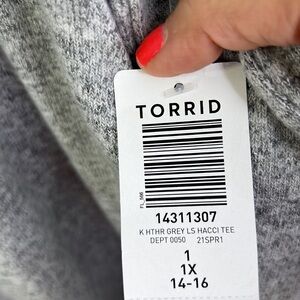 TORRID
14311307
K HTHR GREY LS HACCI TEE
DEPT 0050 21SPR1
1
1X
14-16